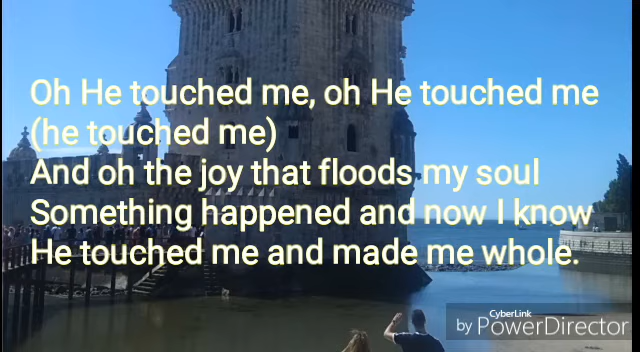 Oh He touched me, oh He touched me
(he touched me)
And oh the joy that floods my soul
Something happened and now I know
He touched me and made me whole.
CyberLink
by PowerDirector